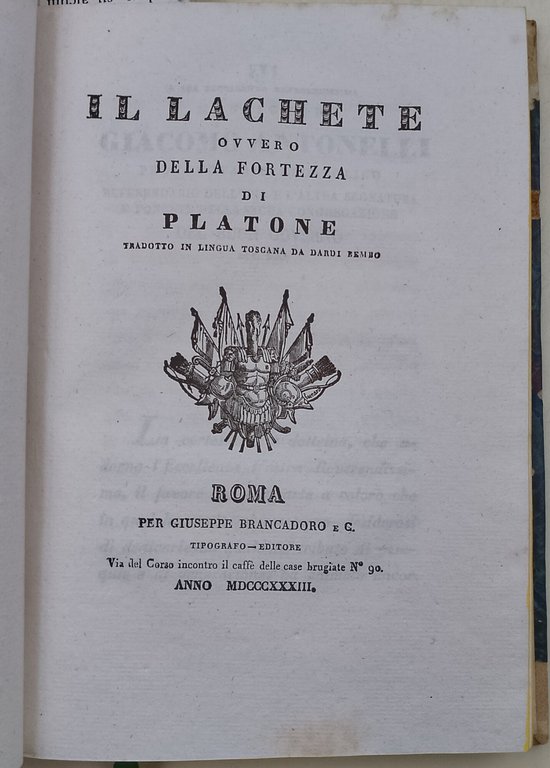 IL LACHETE
OVVERO
DELLA FORTEZZA
DI
PLATONE
TRADOTTO IN LINGUA TOSCANA DA DARDI BEMBO
ROMA
PER GIUSEPPE BRANCADORO E C.
TIPOGRAFO—EDITORE
Via del Corso incontro il caffè delle case brugiate Nº 90.
ANNO MDCCCXXXIII.